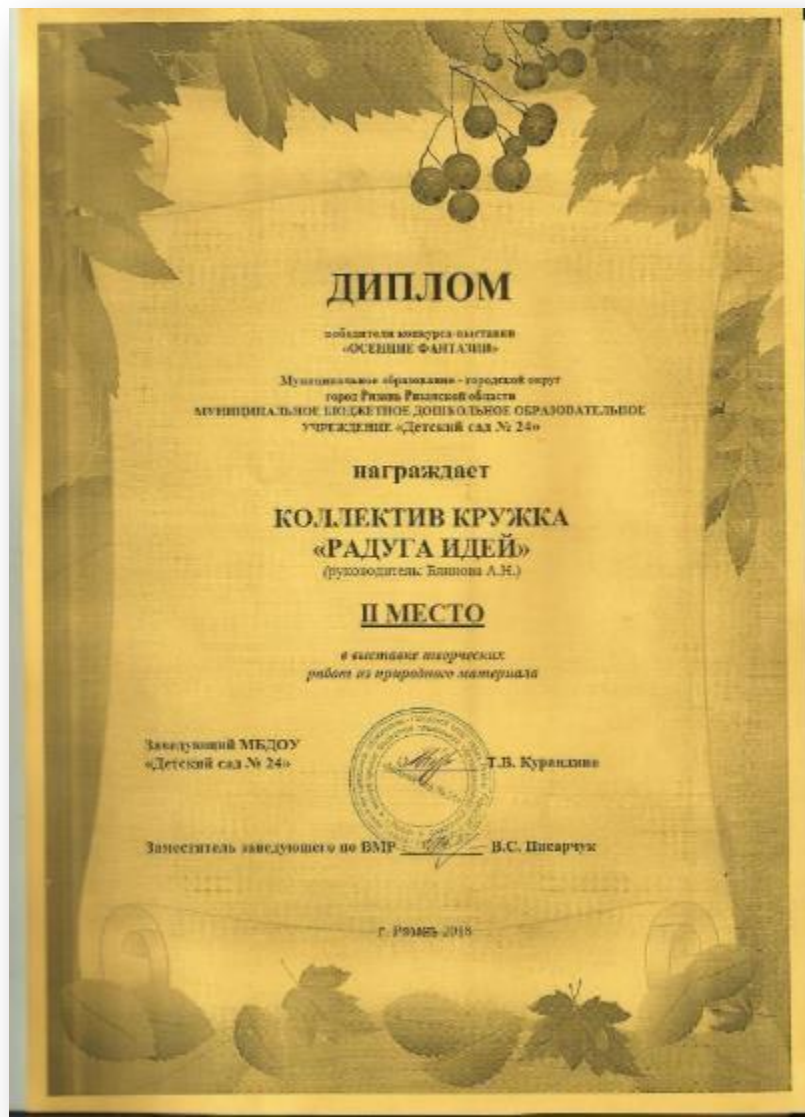 ДИПЛОМ
победители конкурса-выставки
«ОСЕННИЕ ФАНТАЗИИ»
Муниципальное образование - городской округ
город Рязань Рязанской области
МУНИЦИПАЛЬНОЕ БЮДЖЕТНОЕ ДОШКОЛЬНОЕ ОБРАЗОВАТЕЛЬНОЕ
УЧРЕЖДЕНИЕ «Детский сад № 24»
награждает
КОЛЛЕКТИВ КРУЖКА
«РАДУГА ИДЕЙ»
(руководитель: Блинова А.Н.)
II МЕСТО
в выставке творческих
работ из природного материала
Заведующий МБДОУ
«Детский сад № 24» Т.В. Курандина
Заместитель заведующего по ВМР В.С. Писарчук
г. Рязань 2018